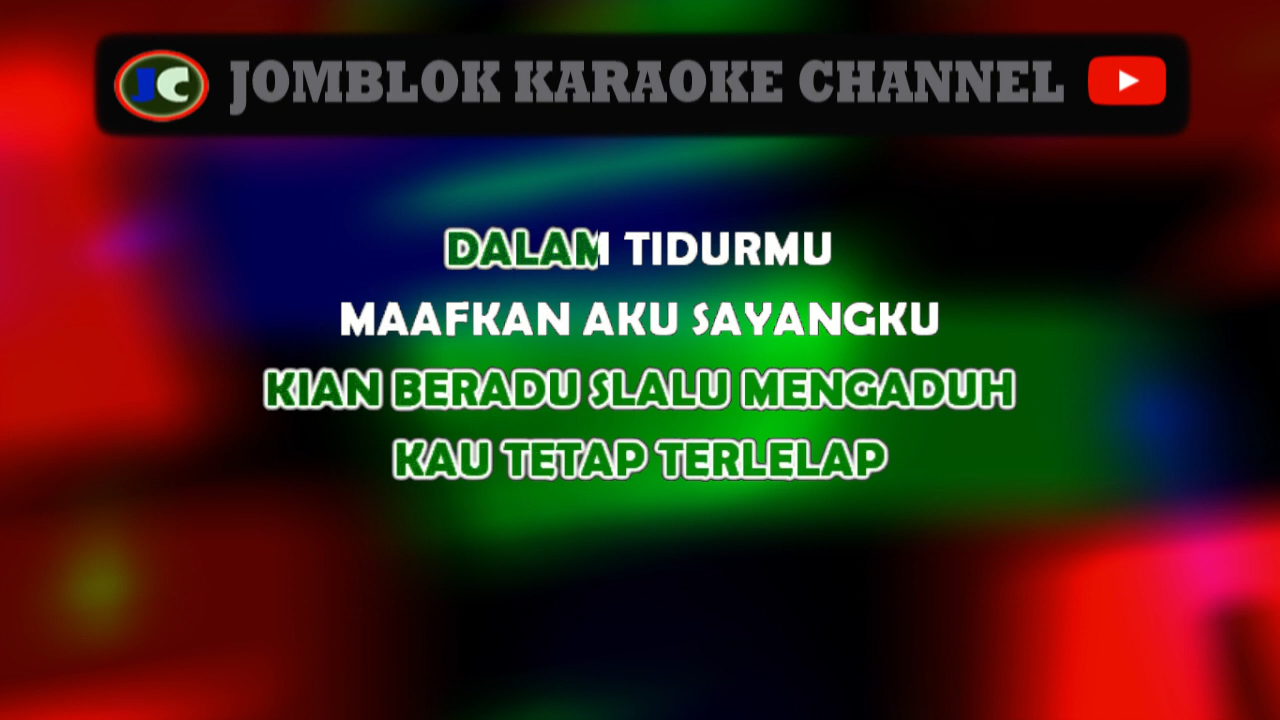 JC JOMBLOK KARAOKE CHANNEL
DALAM TIDURMU
MAAFKAN AKU SAYANGKU
KIAN BERADU SLALU MENGADUH
KAU TETAP TERLELAP